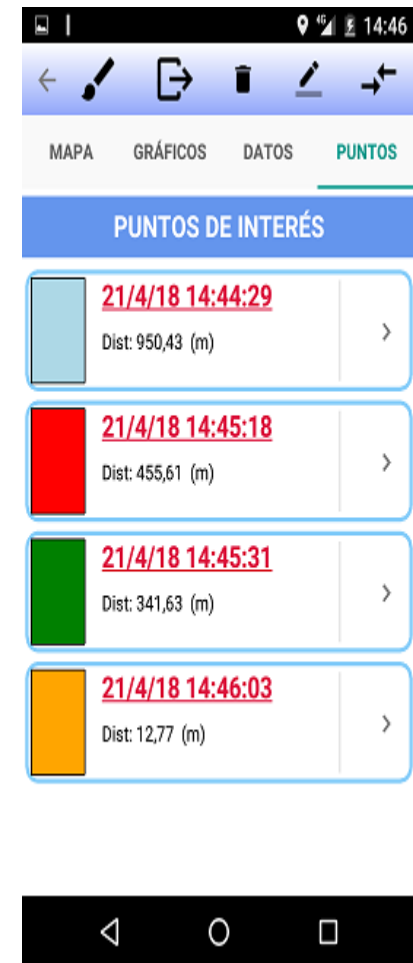 4G 14:46
MAPA GRÁFICOS DATOS PUNTOS
PUNTOS DE INTERÉS
21/4/18 14:44:29
Dist: 950,43 (m)
21/4/18 14:45:18
Dist: 455,61 (m)
21/4/18 14:45:31
Dist: 341,63 (m)
21/4/18 14:46:03
Dist: 12,77 (m)